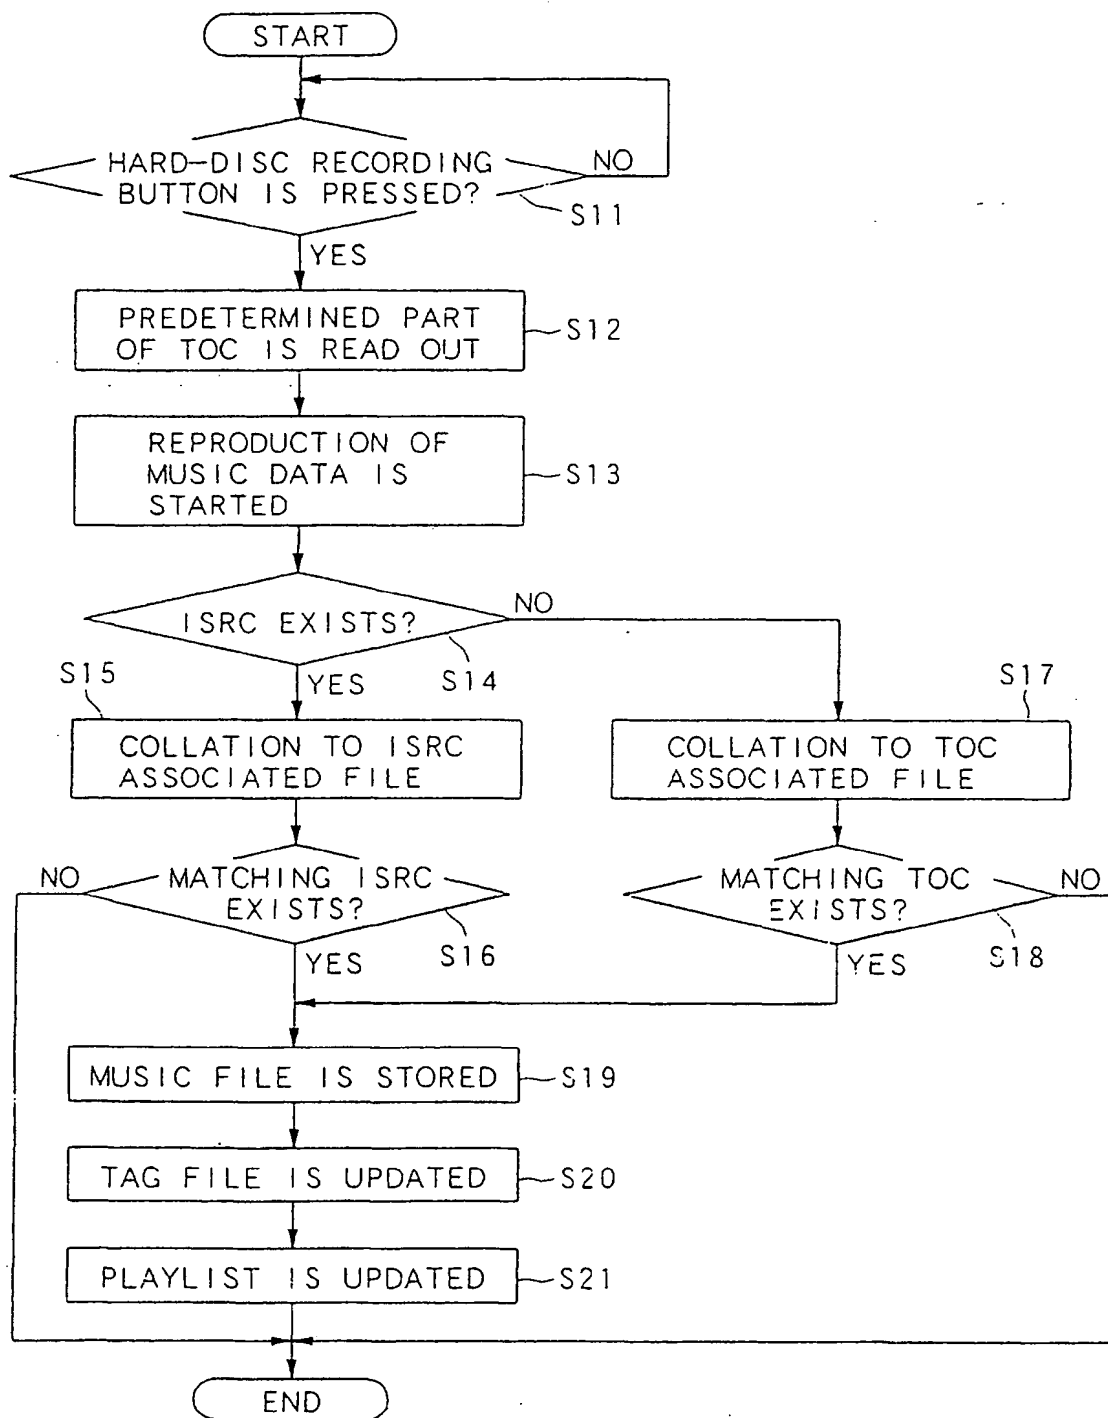 START
HARD-DISC RECORDING
BUTTON IS PRESSED?
NO
S11
YES
PREDETERMINED PART
OF TOC IS READ OUT
S12
REPRODUCTION OF
MUSIC DATA IS
STARTED
S13
ISRC EXISTS?
NO
S14
YES
S15
S17
COLLATION TO ISRC
ASSOCIATED FILE
COLLATION TO TOC
ASSOCIATED FILE
NO
MATCHING ISRC
EXISTS?
S16
YES
MATCHING TOC
EXISTS?
NO
S18
YES
MUSIC FILE IS STORED
S19
TAG FILE IS UPDATED
S20
PLAYLIST IS UPDATED
S21
END